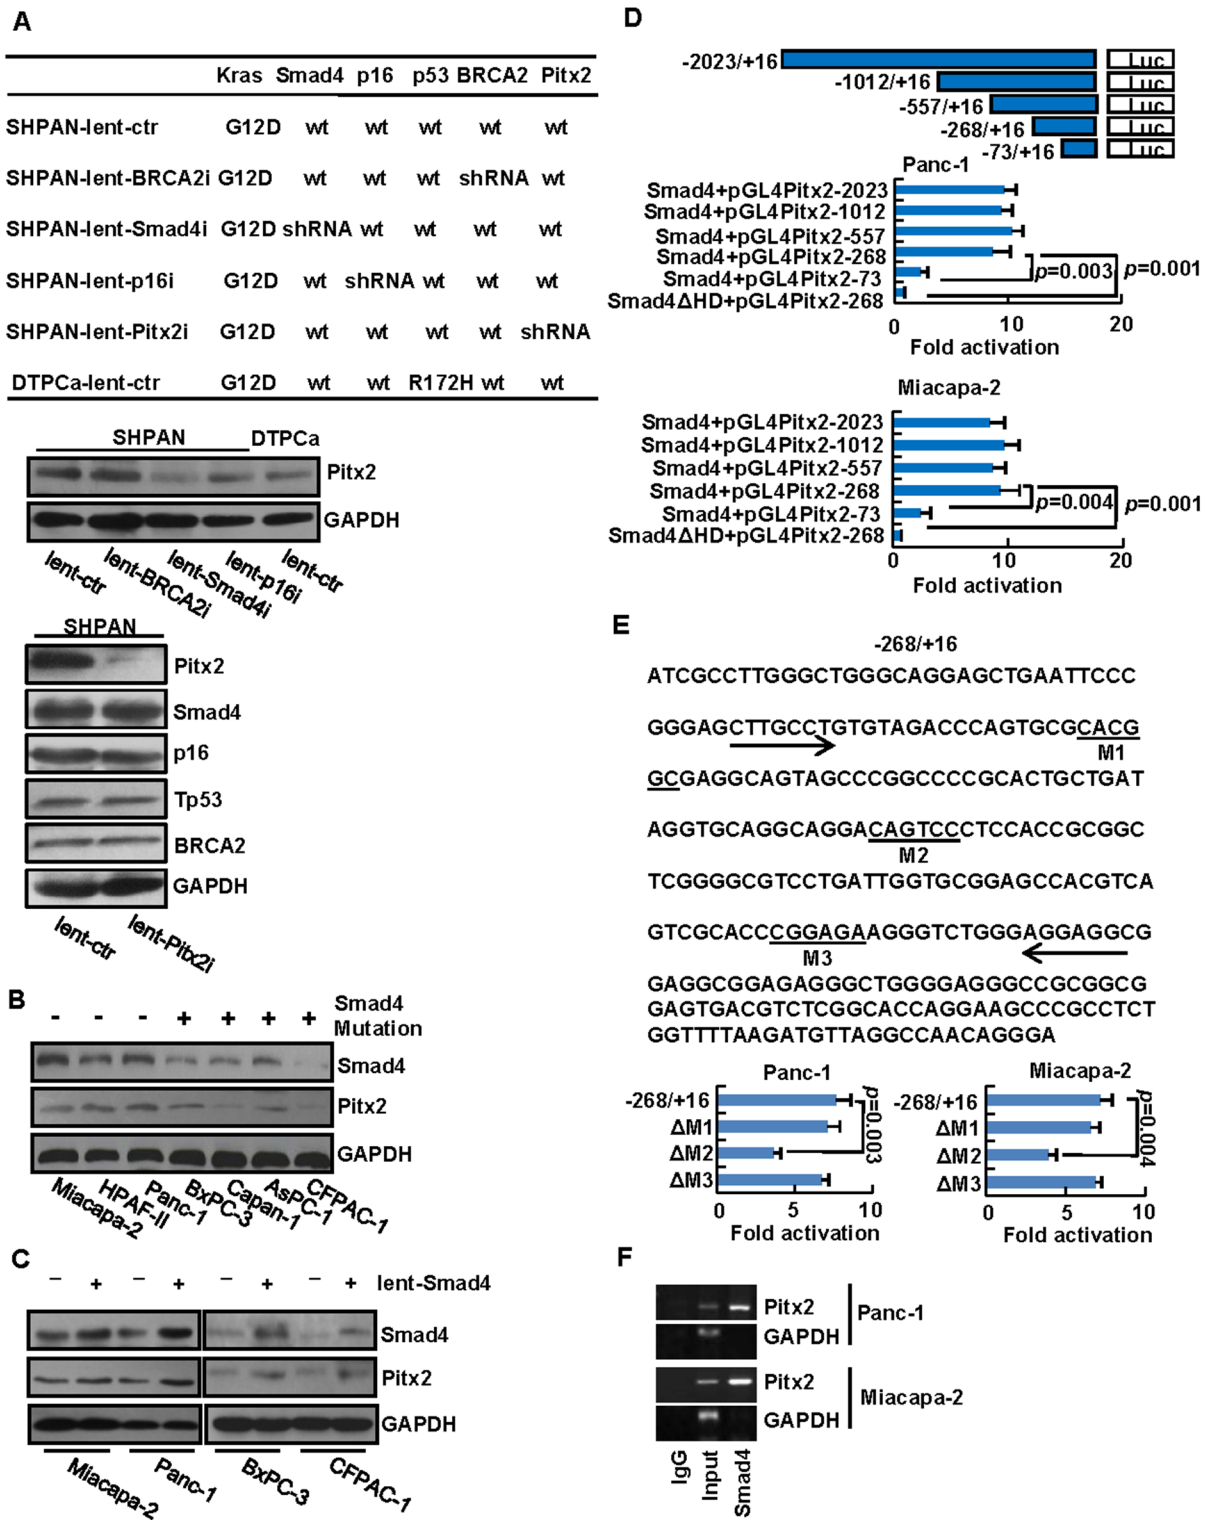 A
Kras Smad4 p16 p53 BRCA2 Pitx2
SHPAN-lent-ctr G12D wt wt wt wt wt
SHPAN-lent-BRCA2i G12D wt wt wt shRNA wt
SHPAN-lent-Smad4i G12D shRNA wt wt wt wt
SHPAN-lent-p16i G12D wt shRNA wt wt wt
SHPAN-lent-Pitx2i G12D wt wt wt wt shRNA
DTPCa-lent-ctr G12D wt wt R172H wt wt
SHPAN DTPCa
Pitx2
GAPDH
lent-ctr lent-BRCA2i lent-Smad4i lent-p16i lent-ctr
SHPAN
Pitx2
Smad4
p16
Tp53
BRCA2
GAPDH
lent-ctr lent-Pitx2i
B
Smad4
- - - + + + + Mutation
Smad4
Pitx2
GAPDH
Miacapa-2 HPAF-II Panc-1 BxPC-3 Capan-1 AsPC-1 CFPAC-1
C
- + - + - + - + lent-Smad4
Smad4
Pitx2
GAPDH
Miacapa-2 Panc-1 BxPC-3 CFPAC-1
D
-2023/+16 Luc
-1012/+16 Luc
-557/+16 Luc
-268/+16 Luc
-73/+16 Luc
Panc-1
Smad4+pGL4Pitx2-2023
Smad4+pGL4Pitx2-1012
Smad4+pGL4Pitx2-557
Smad4+pGL4Pitx2-268
Smad4+pGL4Pitx2-73
Smad4ΔHD+pGL4Pitx2-268
p=0.003 p=0.001
0 10 20
Fold activation
Miacapa-2
Smad4+pGL4Pitx2-2023
Smad4+pGL4Pitx2-1012
Smad4+pGL4Pitx2-557
Smad4+pGL4Pitx2-268
Smad4+pGL4Pitx2-73
Smad4ΔHD+pGL4Pitx2-268
p=0.004 p=0.001
0 10 20
Fold activation
E
-268/+16
ATCGCCTTGGGCTGGGCAGGAGCTGAATTCCC
GGGAGCTTGCCTGTGTAGACCCAGTGCGCACG
M1
GCGAGGCAGTAGCCCGGCCCCGCACTGCTGAT
AGGTGCAGGCAGGACAGTCCCTCCACCGCGGC
M2
TCGGGGCGTCCTGATTGGTGCGGAGCCACGTCA
GTCGCACCCGGAGAAGGGTCTGGGAGGAGGCG
M3
GAGGCGGAGAGGGCTGGGGAGGGCCGCGGCG
GAGTGACGTCTCGGCACCAGGAAGCCCGCCTCT
GGTTTTAAGATGTTAGGCCAACAGGGA
Panc-1
-268/+16
ΔM1
ΔM2
ΔM3
p=0.003
0 5 10
Fold activation
Miacapa-2
-268/+16
ΔM1
ΔM2
ΔM3
p=0.004
0 5 10
Fold activation
F
Pitx2
GAPDH
Panc-1
Pitx2
GAPDH
Miacapa-2
IgG Input Smad4